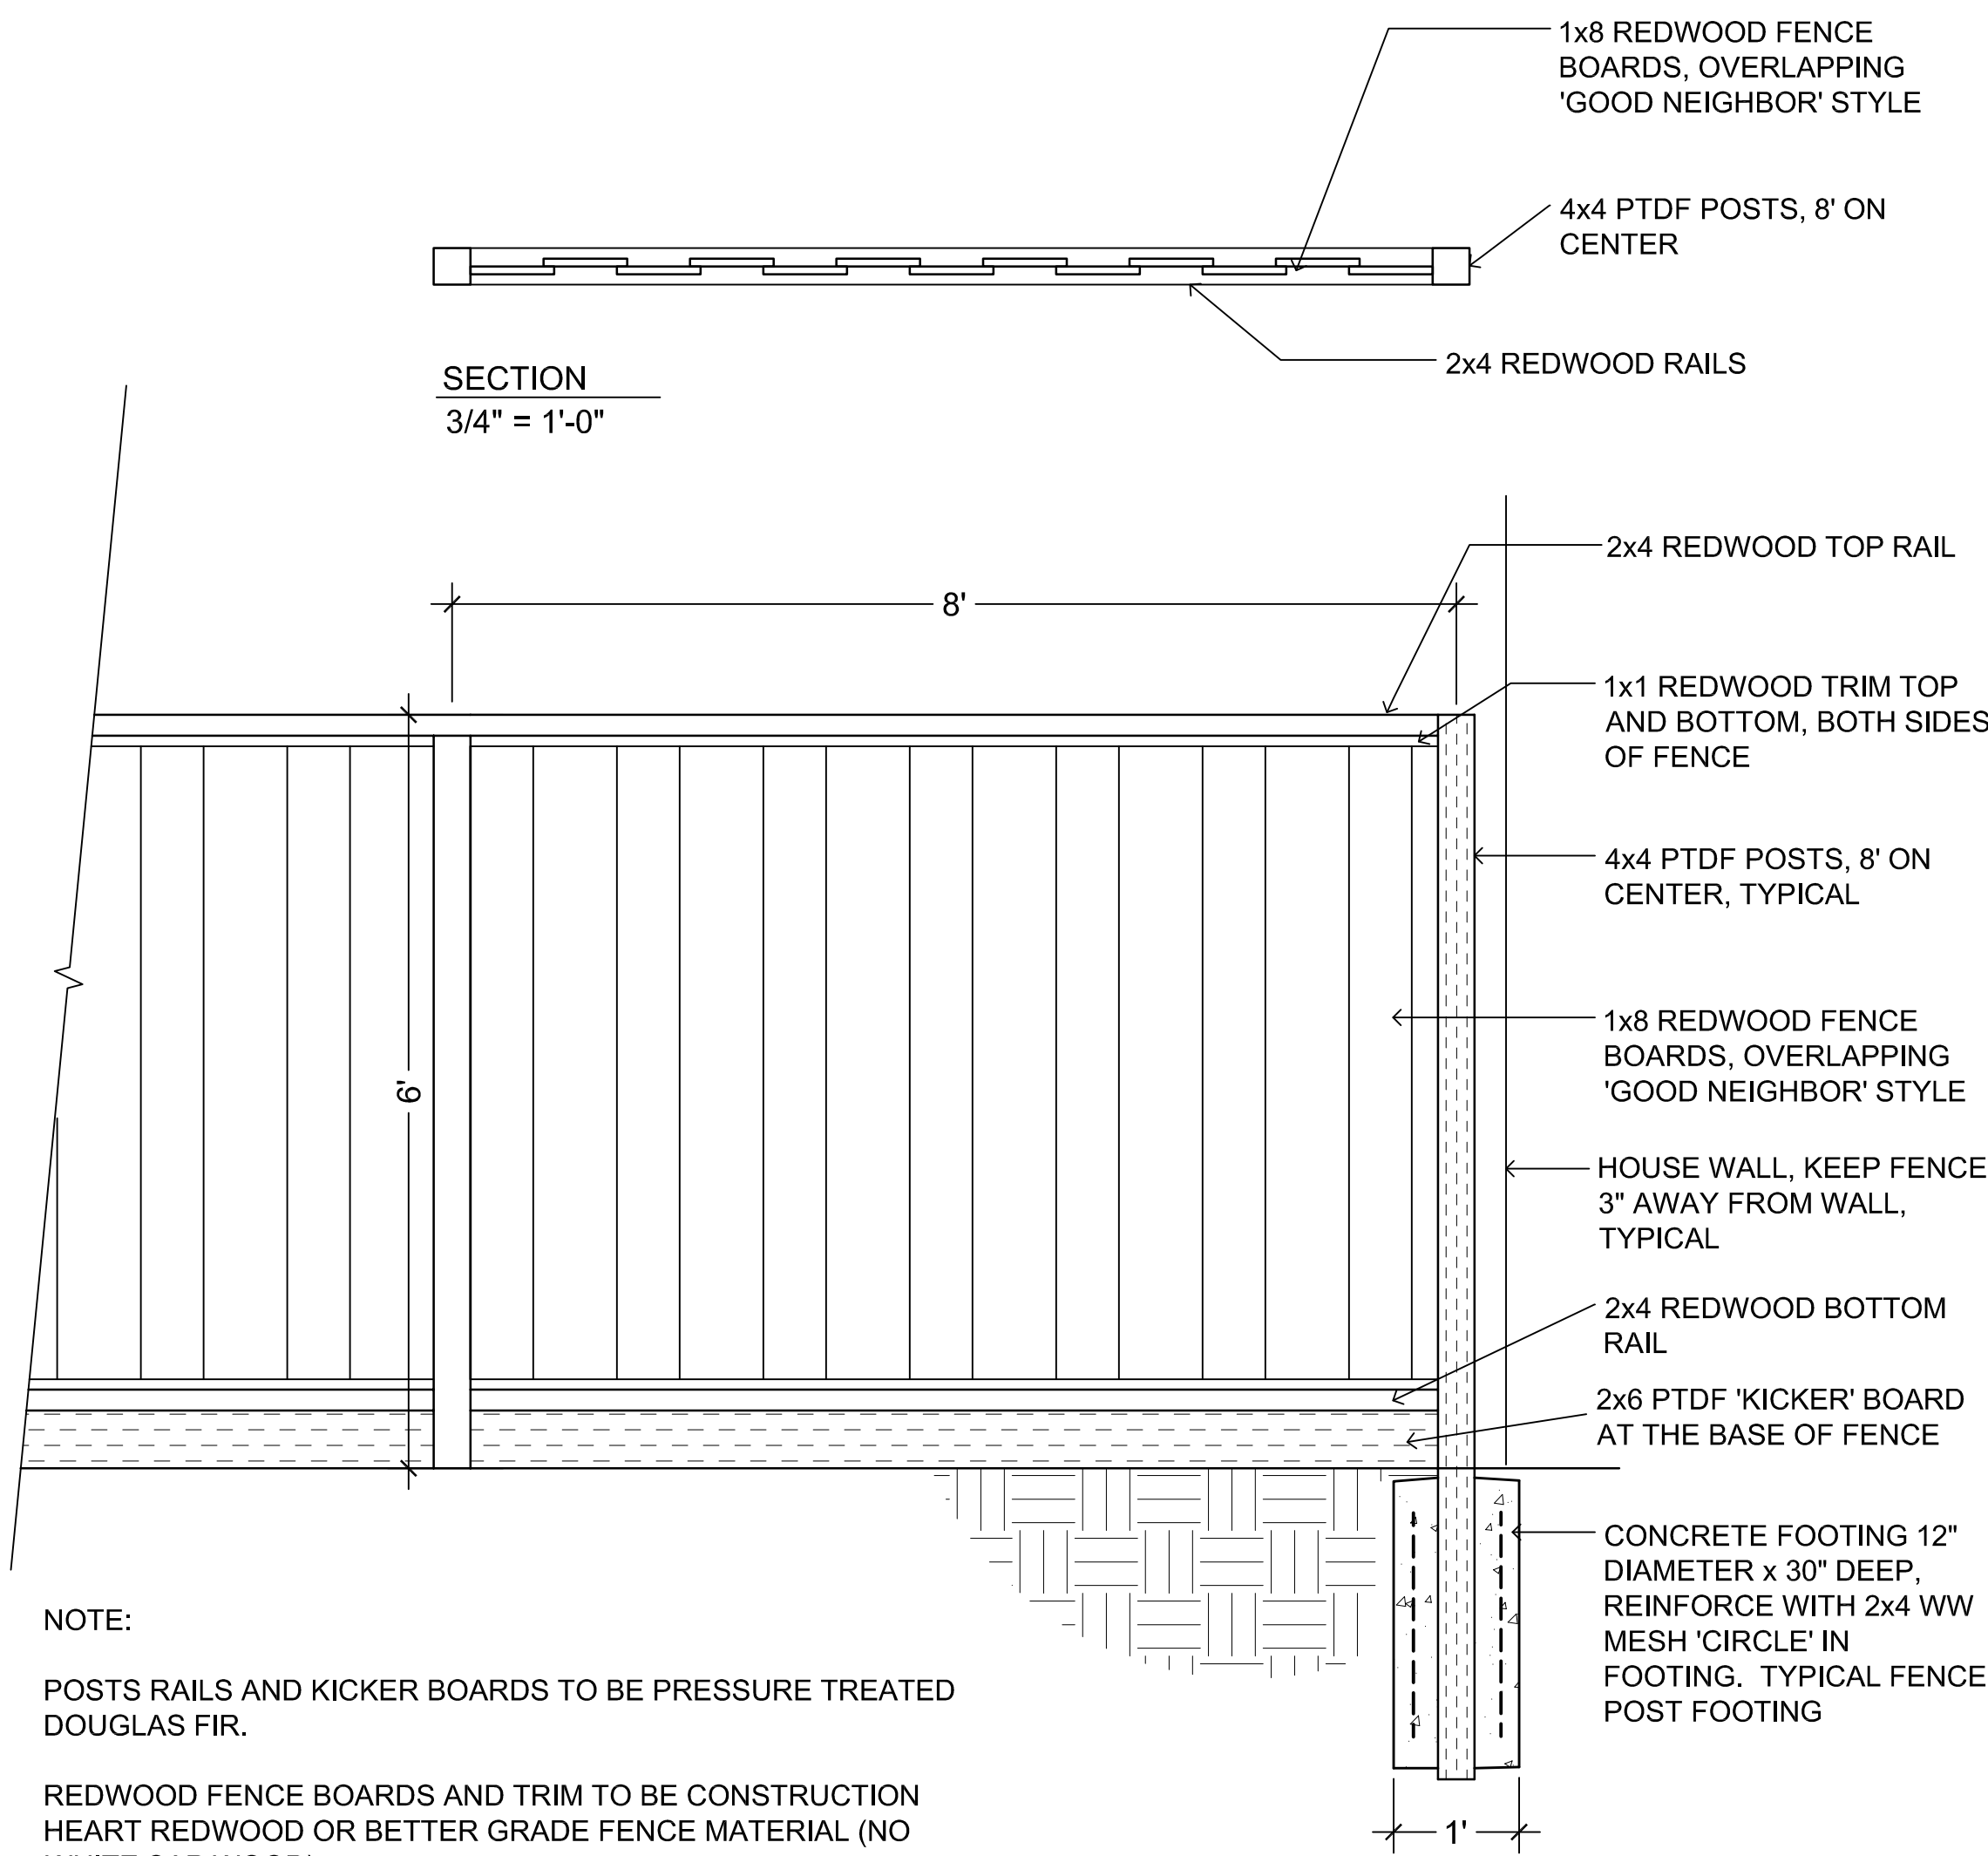 1x8 REDWOOD FENCE
BOARDS, OVERLAPPING
'GOOD NEIGHBOR' STYLE
4x4 PTDF POSTS, 8' ON
CENTER
2x4 REDWOOD RAILS
SECTION
3/4" = 1'-0"
2x4 REDWOOD TOP RAIL
8'
1x1 REDWOOD TRIM TOP
AND BOTTOM, BOTH SIDES
OF FENCE
4x4 PTDF POSTS, 8' ON
CENTER, TYPICAL
6'
1x8 REDWOOD FENCE
BOARDS, OVERLAPPING
'GOOD NEIGHBOR' STYLE
HOUSE WALL, KEEP FENCE
3" AWAY FROM WALL,
TYPICAL
2x4 REDWOOD BOTTOM
RAIL
2x6 PTDF 'KICKER' BOARD
AT THE BASE OF FENCE
CONCRETE FOOTING 12"
DIAMETER x 30" DEEP,
REINFORCE WITH 2x4 WW
MESH 'CIRCLE' IN
FOOTING. TYPICAL FENCE
POST FOOTING
1'
NOTE:
POSTS RAILS AND KICKER BOARDS TO BE PRESSURE TREATED
DOUGLAS FIR.
REDWOOD FENCE BOARDS AND TRIM TO BE CONSTRUCTION
HEART REDWOOD OR BETTER GRADE FENCE MATERIAL (NO